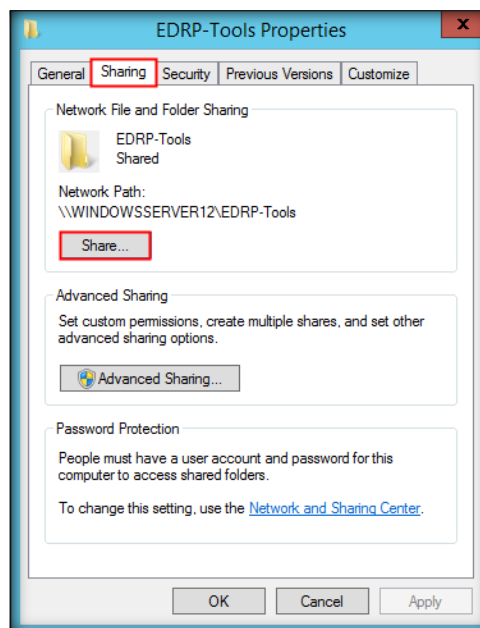 EDRP-Tools Properties
x
General Sharing Security Previous Versions Customize
Network File and Folder Sharing
EDRP-Tools
Shared
Network Path:
\\WINDOWSSERVER12\EDRP-Tools
Share...
Advanced Sharing
Set custom permissions, create multiple shares, and set other
advanced sharing options.
Advanced Sharing...
Password Protection
People must have a user account and password for this
computer to access shared folders.
To change this setting, use the Network and Sharing Center.
OK Cancel Apply